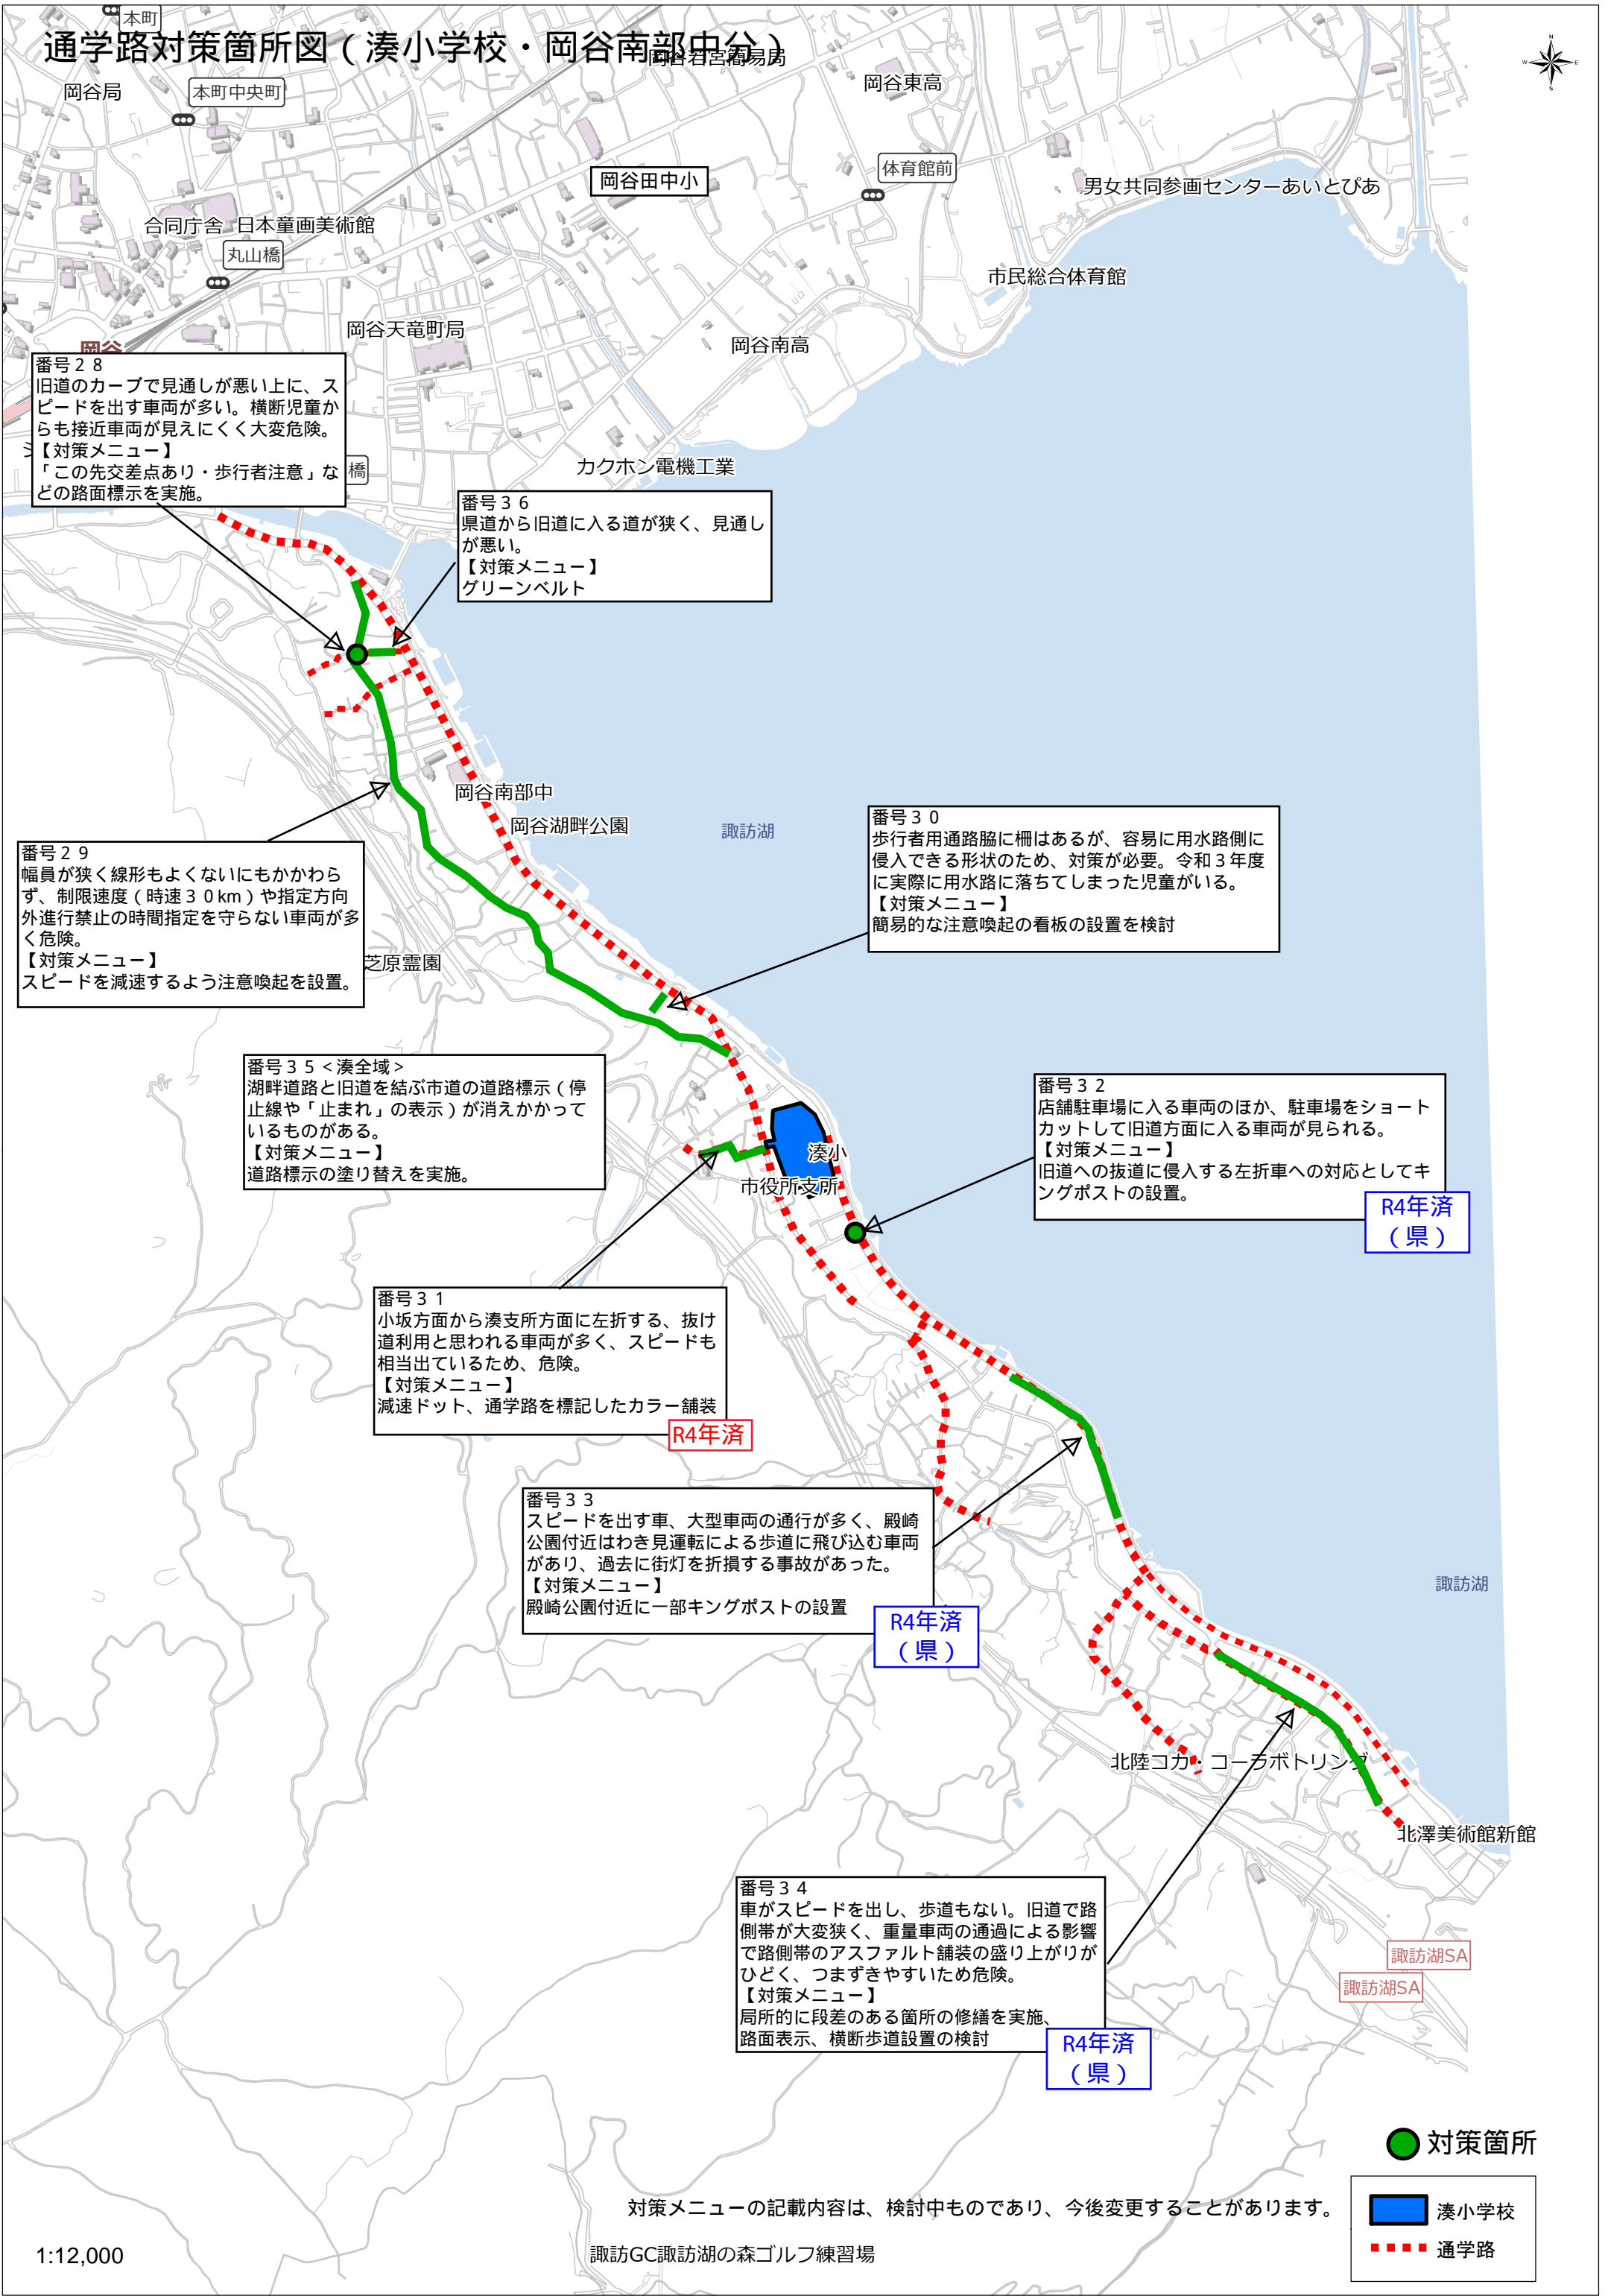 本町
通学路対策箇所図（湊小学校・岡谷南部中分）
岡谷若宮簡易局
岡谷局
本町中央町
岡谷東高
体育館前
岡谷田中小
男女共同参画センターあいとぴあ
合同庁舎
日本童画美術館
丸山橋
市民総合体育館
岡谷天竜町局
岡谷南高
岡谷
番号２８
旧道のカーブで見通しが悪い上に、ス
ピードを出す車両が多い。横断児童か
らも接近車両が見えにくく大変危険。
【対策メニュー】
「この先交差点あり・歩行者注意」な
どの路面標示を実施。
橋
カクホン電機工業
番号３６
県道から旧道に入る道が狭く、見通し
が悪い。
【対策メニュー】
グリーンベルト
岡谷南部中
岡谷湖畔公園
諏訪湖
番号３０
歩行者用通路脇に柵はあるが、容易に用水路側に
侵入できる形状のため、対策が必要。令和３年度
に実際に用水路に落ちてしまった児童がいる。
【対策メニュー】
簡易的な注意喚起の看板の設置を検討
番号２９
幅員が狭く線形もよくないにもかかわら
ず、制限速度（時速３０km）や指定方向
外進行禁止の時間指定を守らない車両が多
く危険。
【対策メニュー】
スピードを減速するよう注意喚起を設置。
芝原霊園
番号３５＜湊全域＞
湖畔道路と旧道を結ぶ市道の道路標示（停
止線や「止まれ」の表示）が消えかかって
いるものがある。
【対策メニュー】
道路標示の塗り替えを実施。
番号３２
店舗駐車場に入る車両のほか、駐車場をショート
カットして旧道方面に入る車両が見られる。
【対策メニュー】
旧道への抜道に侵入する左折車への対応としてキ
ングポストの設置。
R4年済
（県）
湊小
市役所支所
番号３１
小坂方面から湊支所方面に左折する、抜け
道利用と思われる車両が多く、スピードも
相当出ているため、危険。
【対策メニュー】
減速ドット、通学路を標記したカラー舗装
R4年済
番号３３
スピードを出す車、大型車両の通行が多く、殿崎
公園付近はわき見運転による歩道に飛び込む車両
があり、過去に街灯を折損する事故があった。
【対策メニュー】
殿崎公園付近に一部キングポストの設置
R4年済
（県）
諏訪湖
北陸コカ・コーラボトリング
北澤美術館新館
番号３４
車がスピードを出し、歩道もない。旧道で路
側帯が大変狭く、重量車両の通過による影響
で路側帯のアスファルト舗装の盛り上がりが
ひどく、つまずきやすいため危険。
【対策メニュー】
局所的に段差のある箇所の修繕を実施、
路面表示、横断歩道設置の検討
R4年済
（県）
諏訪湖SA
諏訪湖SA
対策箇所
対策メニューの記載内容は、検討中ものであり、今後変更することがあります。
湊小学校
通学路
1:12,000
諏訪GC諏訪湖の森ゴルフ練習場